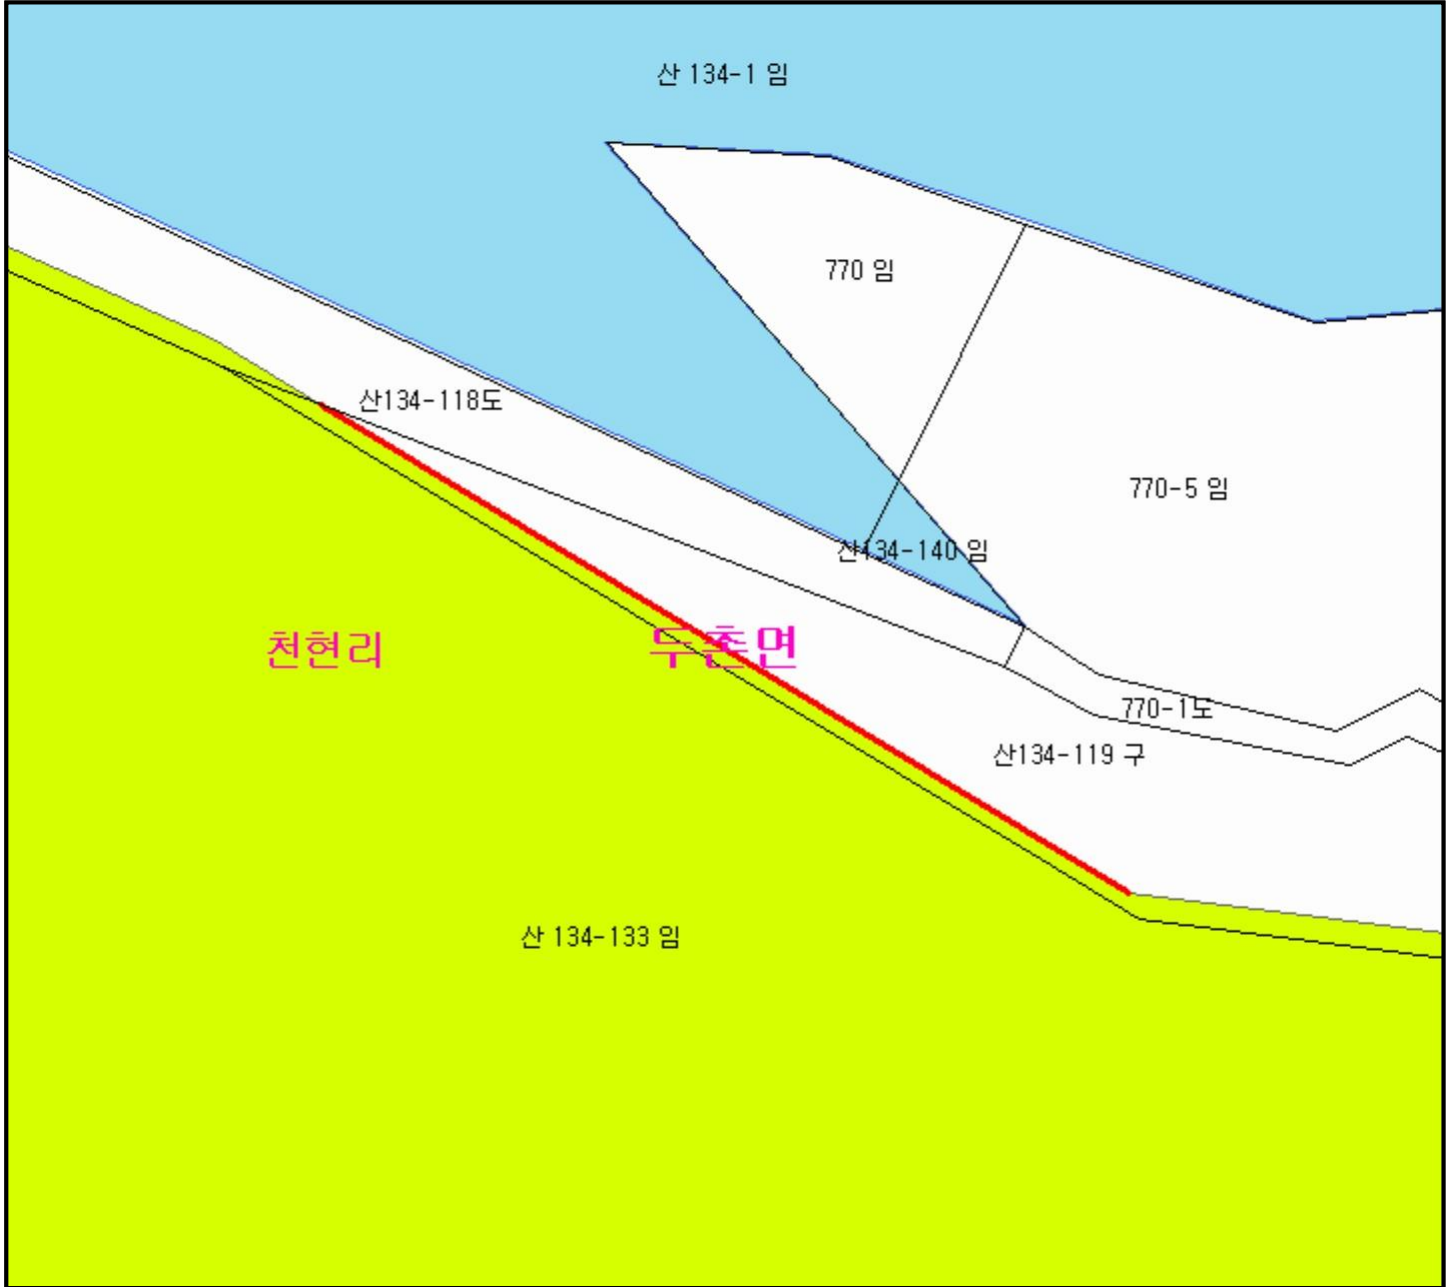 산 134-1 임
770 임
산134-118도
770-5 임
산134-140 임
천현리
두촌면
770-1도
산134-119 구
산 134-133 임